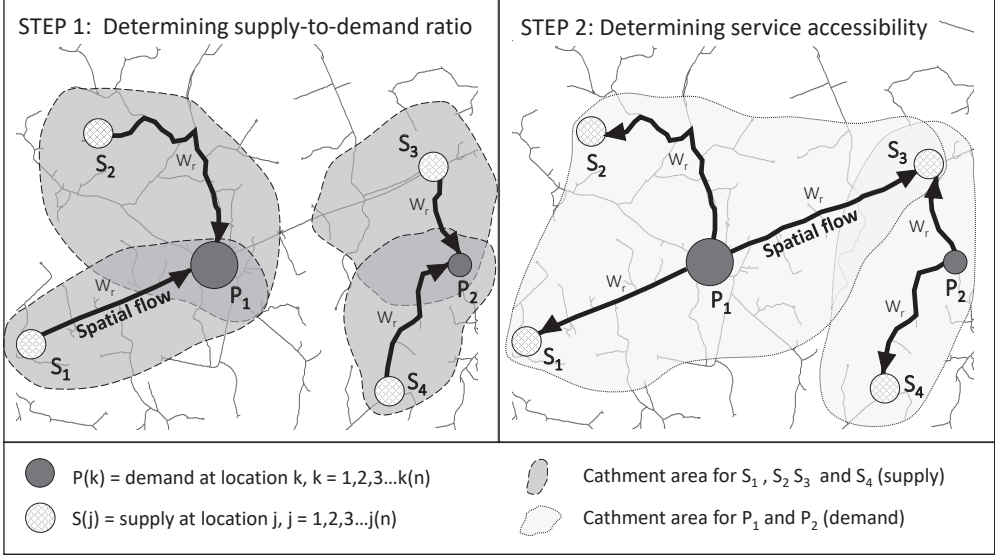 STEP 1: Determining supply-to-demand ratio
S2
Wr
S3
Wr
P1
P2
Wr
Spatial flow
Wr
S1
S4
STEP 2: Determining service accessibility
S2
Wr
S3
Wr
Spatial flow
Wr
Wr
P1
P2
Wr
S1
S4
P(k) = demand at location k, k = 1,2,3...k(n)
S(j) = supply at location j, j = 1,2,3...j(n)
Cathment area for S1 , S2 S3 and S4 (supply)
Cathment area for P1 and P2 (demand)